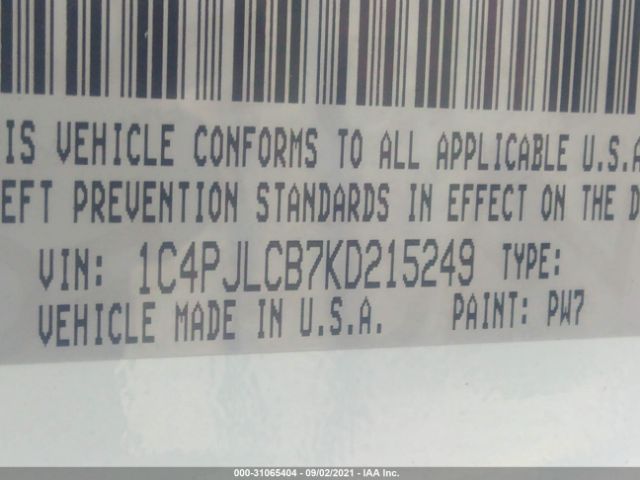 IS VEHICLE CONFORMS TO ALL APPLICABLE U.S.A
EFT PREVENTION STANDARDS IN EFFECT ON THE D
VIN: 1C4PJLCB7KD215249 TYPE:
VEHICLE MADE IN U.S.A. PAINT: PW7
000-31065404 - 09/02/2021 - IAA Inc.